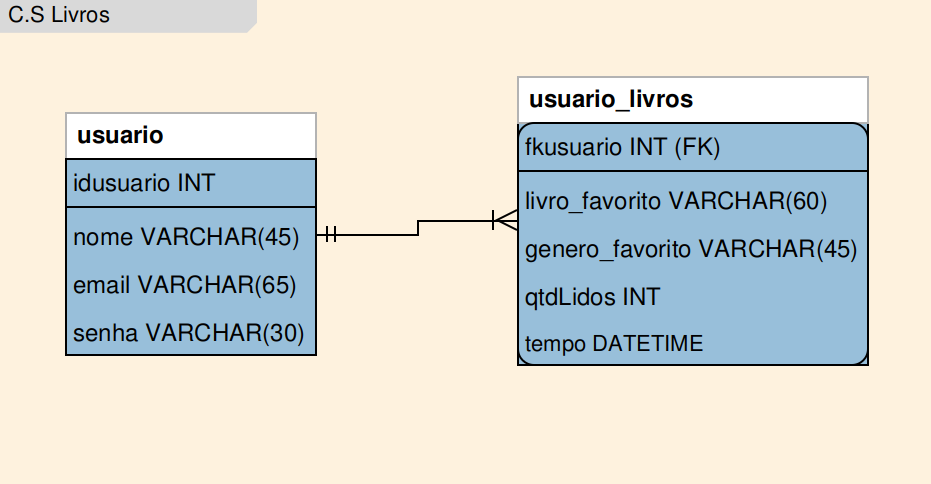 C.S Livros
usuario
idusuario INT
nome VARCHAR(45)
email VARCHAR(65)
senha VARCHAR(30)
usuario_livros
fkusuario INT (FK)
livro_favorito VARCHAR(60)
genero_favorito VARCHAR(45)
qtdLidos INT
tempo DATETIME